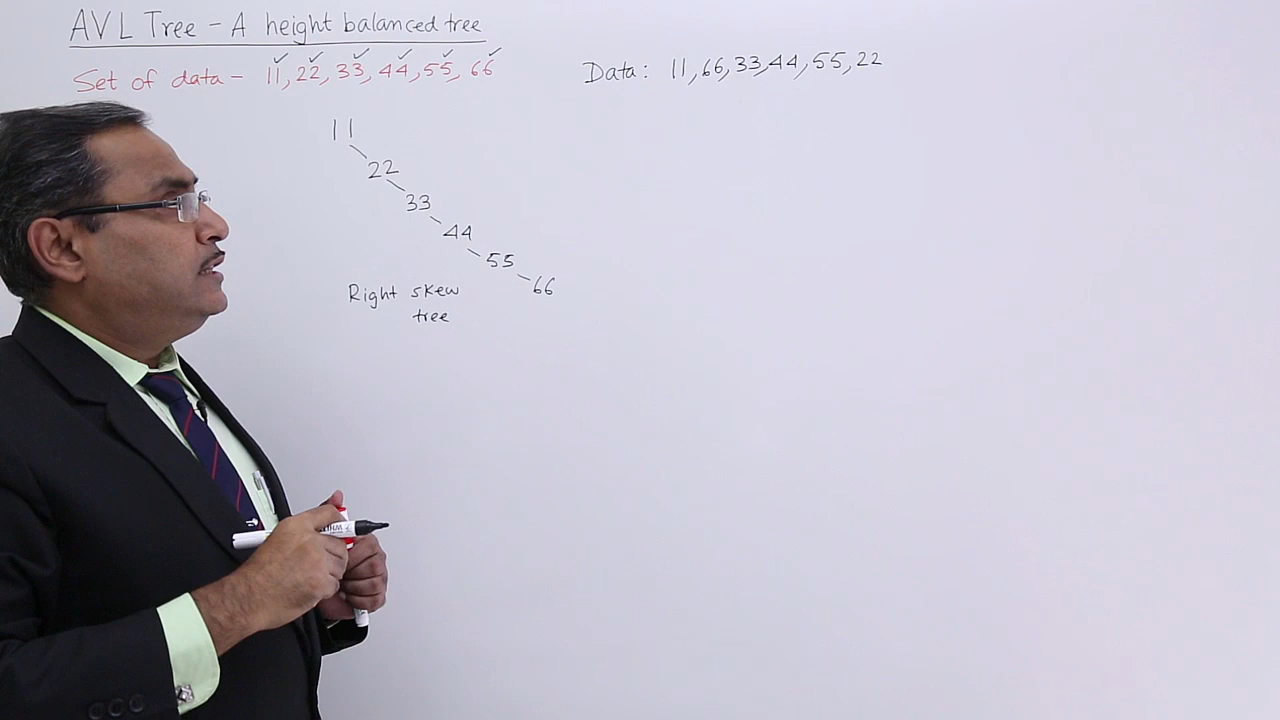 AVL Tree - A height balanced tree
Set of data - 11, 22, 33, 44, 55, 66
Data: 11, 66, 33, 44, 55, 22
11
22
33
44
55
66
Right skew
tree